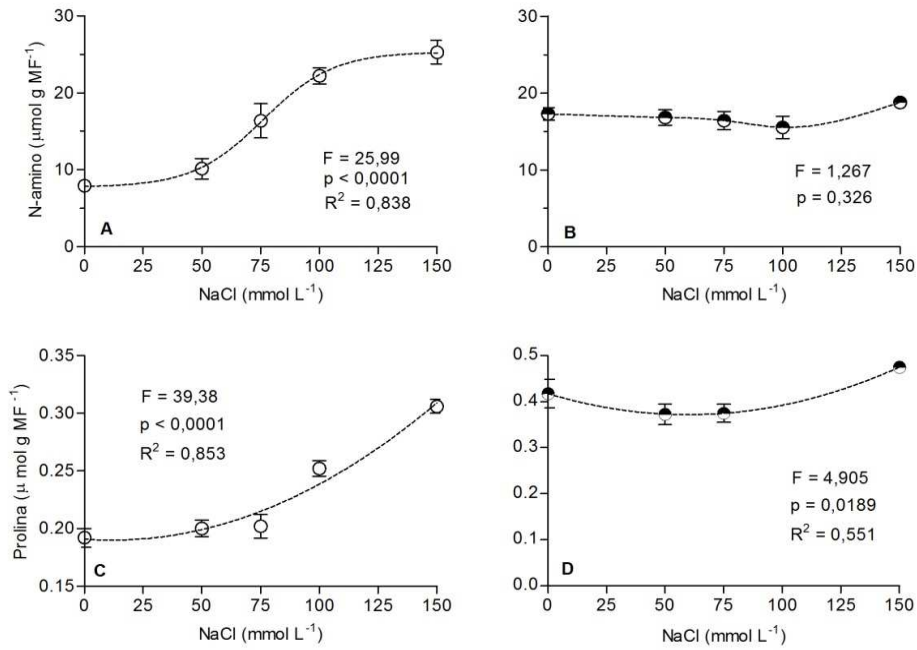 30
20
10
0
N-amino (μmol g MF⁻¹)
F = 25,99
p < 0,0001
R² = 0,838
A
0 25 50 75 100 125 150
NaCl (mmol L⁻¹)
30
20
10
0
F = 1,267
p = 0,326
B
0 25 50 75 100 125 150
NaCl (mmol L⁻¹)
0.35
0.30
0.25
0.20
0.15
Prolina (μ mol g MF⁻¹)
F = 39,38
p < 0,0001
R² = 0,853
C
0 25 50 75 100 125 150
NaCl (mmol L⁻¹)
0.5
0.4
0.3
0.2
0.1
0.0
F = 4,905
p = 0,0189
R² = 0,551
D
0 25 50 75 100 125 150
NaCl (mmol L⁻¹)